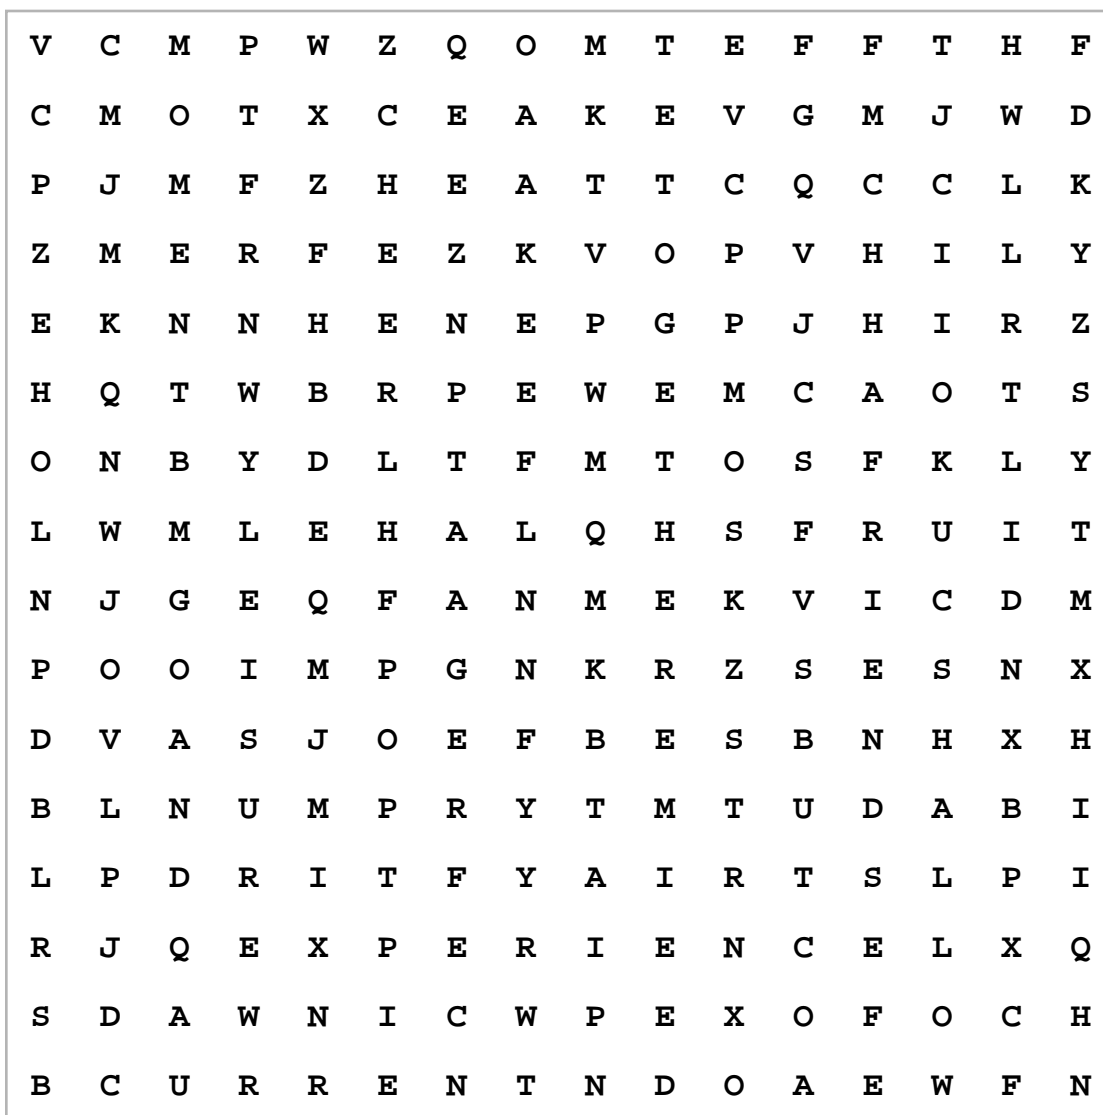 V C M P W Z Q O M T E F F T H F
C M O T X C E A K E V G M J W D
P J M F Z H E A T T C Q C C L K
Z M E R F E Z K V O P V H I L Y
E K N N H E N E P G P J H I R Z
H Q T W B R P E W E M C A O T S
O N B Y D L T F M T O S F K L Y
L W M L E H A L Q H S F R U I T
N J G E Q F A N M E K V I C D M
P O O I M P G N K R Z S E S N X
D V A S J O E F B E S B N H X H
B L N U M P R Y T M T U D A B I
L P D R I T F Y A I R T S L P I
R J Q E X P E R I E N C E L X Q
S D A W N I C W P E X O F O C H
B C U R R E N T N D O A E W F N